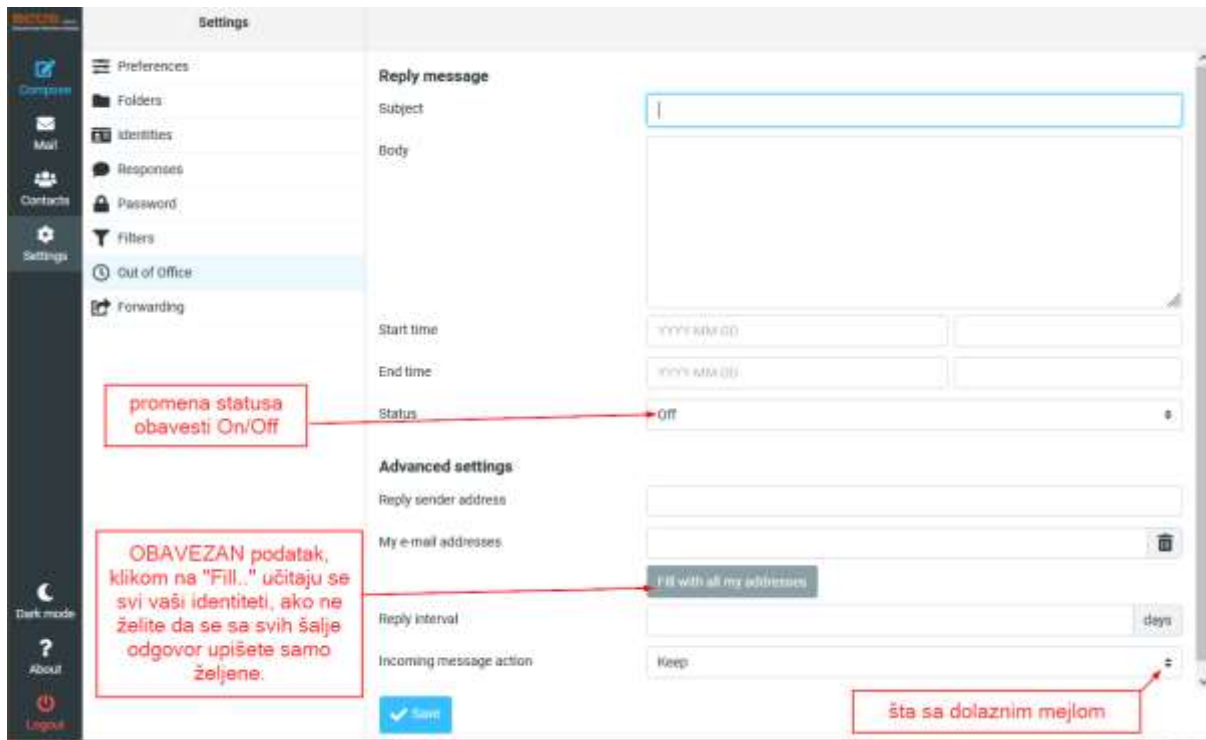 Settings
Compose
Mail
Contacts
Settings
Dark mode
About
Logout
Preferences
Folders
Identities
Responses
Password
Filters
Out of Office
Forwarding
Reply message
Subject
Body
Start time
YYYY-MM-DD
End time
YYYY-MM-DD
Status
Off
promena statusa
obavesti On/Off
Advanced settings
Reply sender address
My e-mail addresses
Fill with all my addresses
OBAVEZAN podatak,
klikom na "Fill.." učitaju se
svi vaši identiteti, ako ne
želite da se sa svih šalje
odgovor upišete samo
željene.
Reply interval
days
Incoming message action
Keep
šta sa dolaznim mejlom
Save